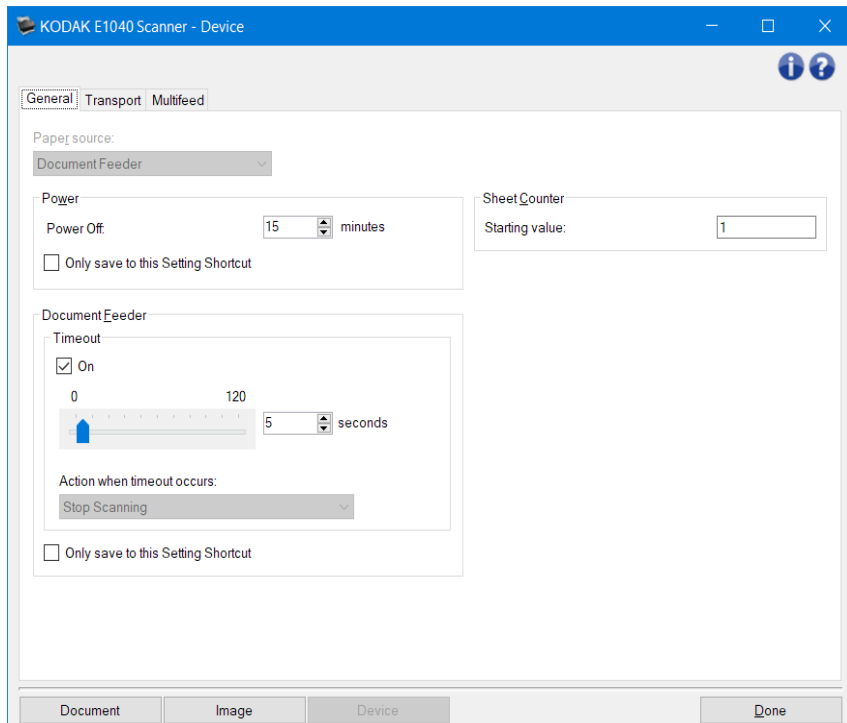 KODAK E1040 Scanner - Device
General Transport Multifeed
Paper source:
Document Feeder
Power
Power Off: 15 minutes
Only save to this Setting Shortcut
Sheet Counter
Starting value: 1
Document Feeder
Timeout
On
0 120
5 seconds
Action when timeout occurs:
Stop Scanning
Only save to this Setting Shortcut
Document Image Device Done